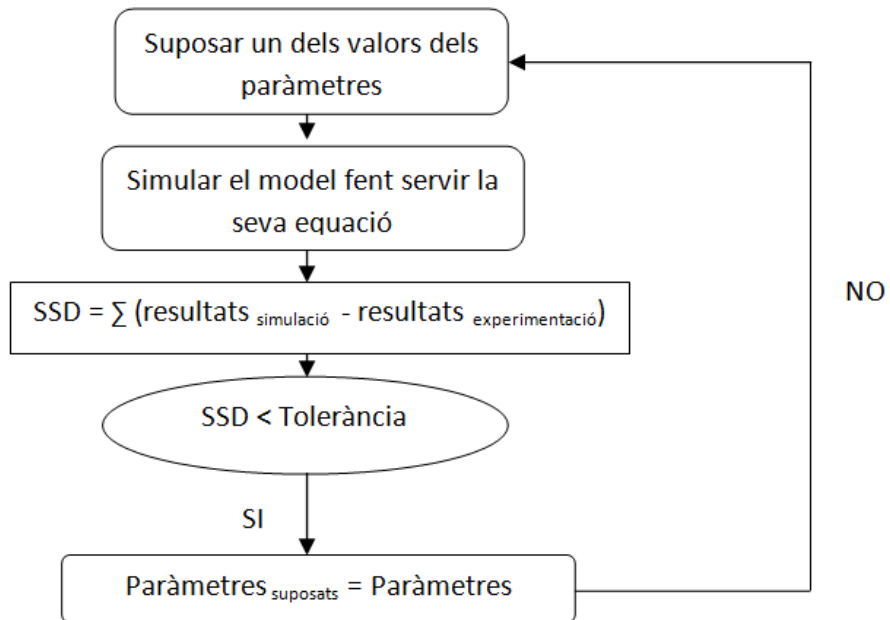 Suposar un dels valors dels
paràmetres
Simular el model fent servir la
seva equació
SSD = ∑ (resultats simulació - resultats experimentació)
NO
SSD < Tolerància
SI
Paràmetres suposats = Paràmetres